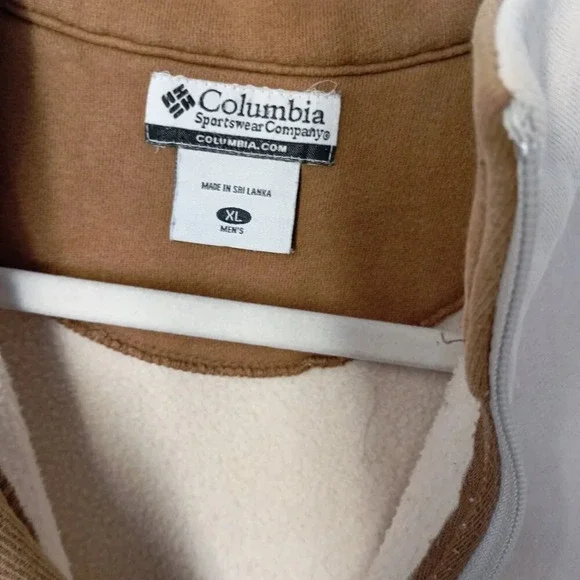 Columbia
Sportswear Company®
COLUMBIA.COM
MADE IN SRI LANKA
XL
MEN'S